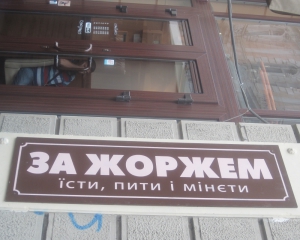 ЗА ЖОРЖЕМ
їсти, пити і мінєти